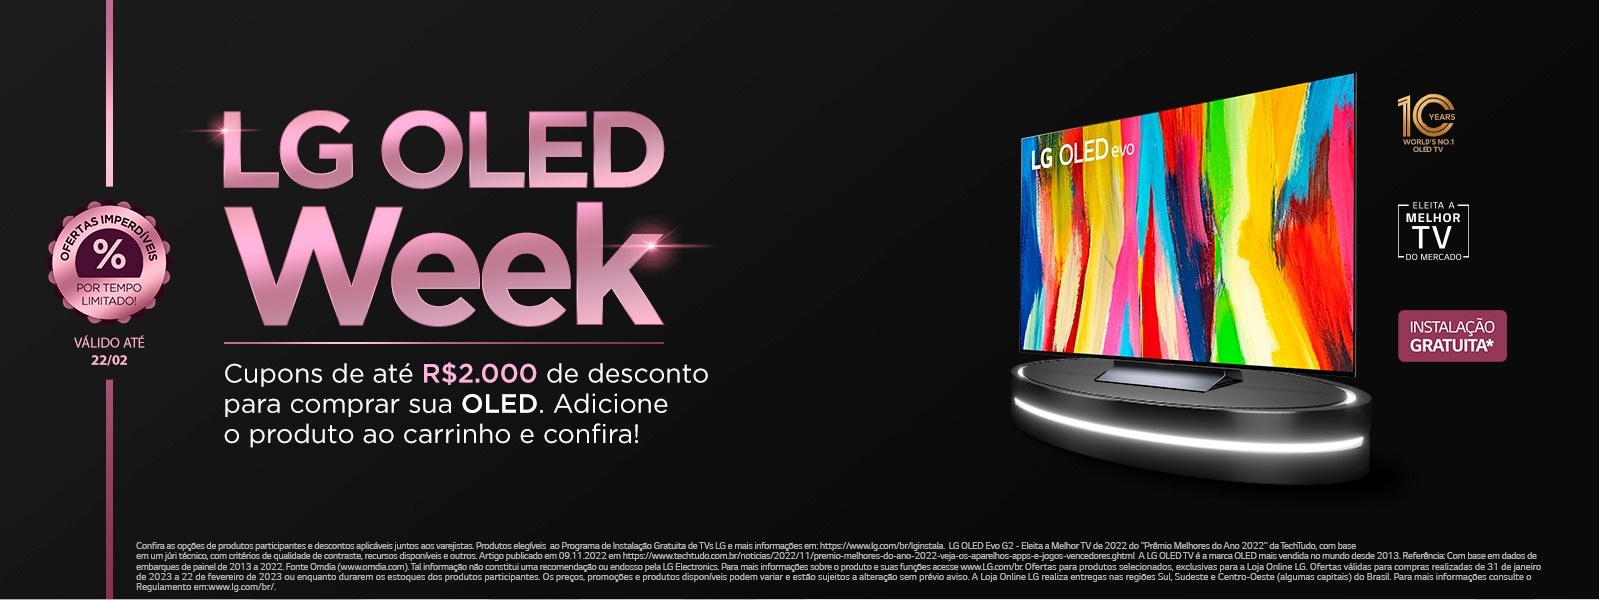 LG OLED
Week
OFERTAS IMPERDÍVEIS
%
POR TEMPO
LIMITADO!
VÁLIDO ATÉ
22/02
Cupons de até R$2.000 de desconto
para comprar sua OLED. Adicione
o produto ao carrinho e confira!
LG OLED evo
10 YEARS
WORLD'S NO.1
OLED TV
ELEITA A
MELHOR
TV
DO MERCADO
INSTALAÇÃO
GRATUITA*
Confira as opções de produtos participantes e descontos aplicáveis juntos aos varejistas. Produtos elegíveis ao Programa de Instalação Gratuita de TVs LG e mais informações em: https://www.lg.com/br/lginstala. LG OLED Evo G2 - Eleita a Melhor TV de 2022 do "Prêmio Melhores do Ano 2022" da TechTudo, com base
em um júri técnico, com critérios de qualidade de contraste, recursos disponíveis e outros. Artigo publicado em 09.11.2022 em https://www.techtudo.com.br/noticias/2022/11/premio-melhores-do-ano-2022-veja-os-aparelhos-apps-e-jogos-vencedores.ghtml A LG OLED TV é a marca OLED mais vendida no mundo desde 2013. Referência: Com base em dados de
embarques de painel de 2013 a 2022. Fonte Omdia (www.omdia.com). Tal informação não constitui uma recomendação ou endosso pela LG Electronics. Para mais informações sobre o produto e suas funções acesse www.LG.com/br. Ofertas para produtos selecionados, exclusivas para a Loja Online LG. Ofertas válidas para compras realizadas de 31 de janeiro
de 2023 a 22 de fevereiro de 2023 ou enquanto durarem os estoques dos produtos participantes. Os preços, promoções e produtos disponíveis podem variar e estão sujeitos a alteração sem prévio aviso. A Loja Online LG realiza entregas nas regiões Sul, Sudeste e Centro-Oeste (algumas capitais) do Brasil. Para mais informações consulte o
Regulamento em:www.lg.com/br/.